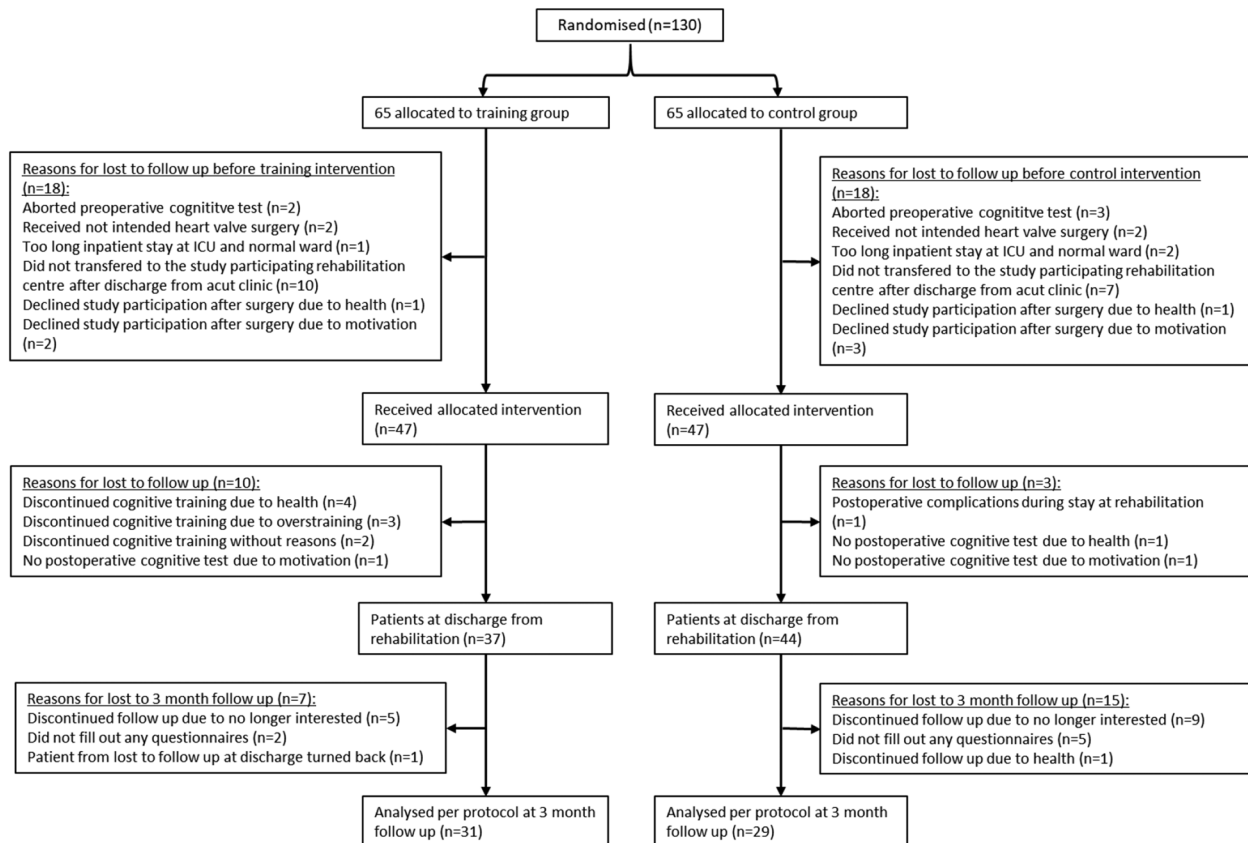 Randomised (n=130)
65 allocated to training group
65 allocated to control group
Reasons for lost to follow up before training intervention
(n=18):
Aborted preoperative cognititve test (n=2)
Received not intended heart valve surgery (n=2)
Too long inpatient stay at ICU and normal ward (n=1)
Did not transfered to the study participating rehabilitation
centre after discharge from acut clinic (n=10)
Declined study participation after surgery due to health (n=1)
Declined study participation after surgery due to motivation
(n=2)
Reasons for lost to follow up before control intervention
(n=18):
Aborted preoperative cognititve test (n=3)
Received not intended heart valve surgery (n=2)
Too long inpatient stay at ICU and normal ward (n=2)
Did not transfered to the study participating rehabilitation
centre after discharge from acut clinic (n=7)
Declined study participation after surgery due to health (n=1)
Declined study participation after surgery due to motivation
(n=3)
Received allocated intervention
(n=47)
Received allocated intervention
(n=47)
Reasons for lost to follow up (n=10):
Discontinued cognitive training due to health (n=4)
Discontinued cognitive training due to overstraining (n=3)
Discontinued cognitive training without reasons (n=2)
No postoperative cognitive test due to motivation (n=1)
Reasons for lost to follow up (n=3):
Postoperative complications during stay at rehabilitation
(n=1)
No postoperative cognitive test due to health (n=1)
No postoperative cognitive test due to motivation (n=1)
Patients at discharge from
rehabilitation (n=37)
Patients at discharge from
rehabilitation (n=44)
Reasons for lost to 3 month follow up (n=7):
Discontinued follow up due to no longer interested (n=5)
Did not fill out any questionnaires (n=2)
Patient from lost to follow up at discharge turned back (n=1)
Reasons for lost to 3 month follow up (n=15):
Discontinued follow up due to no longer interested (n=9)
Did not fill out any questionnaires (n=5)
Discontinued follow up due to health (n=1)
Analysed per protocol at 3 month
follow up (n=31)
Analysed per protocol at 3 month
follow up (n=29)